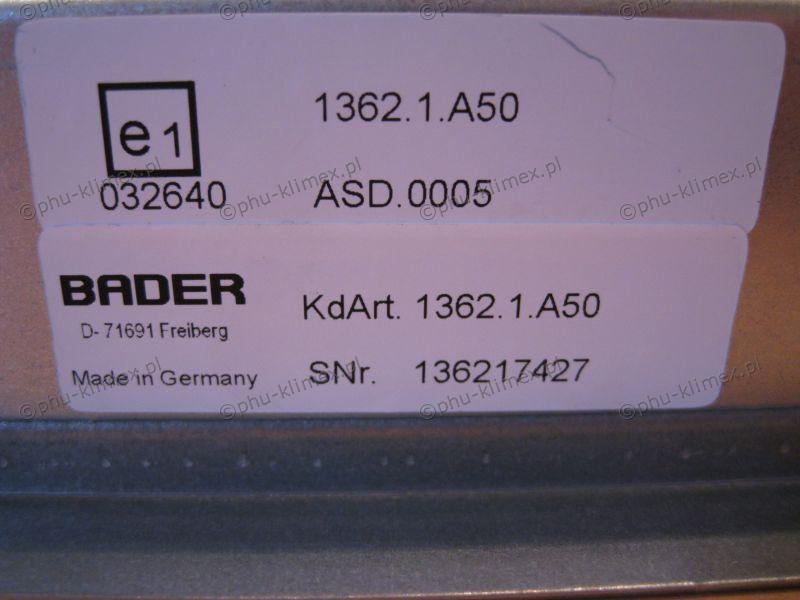 e1
032640
1362.1.A50
ASD.0005
BADER
D- 71691 Freiberg
Made in Germany
KdArt. 1362.1.A50
SNr. 136217427
©phu-klimex.pl